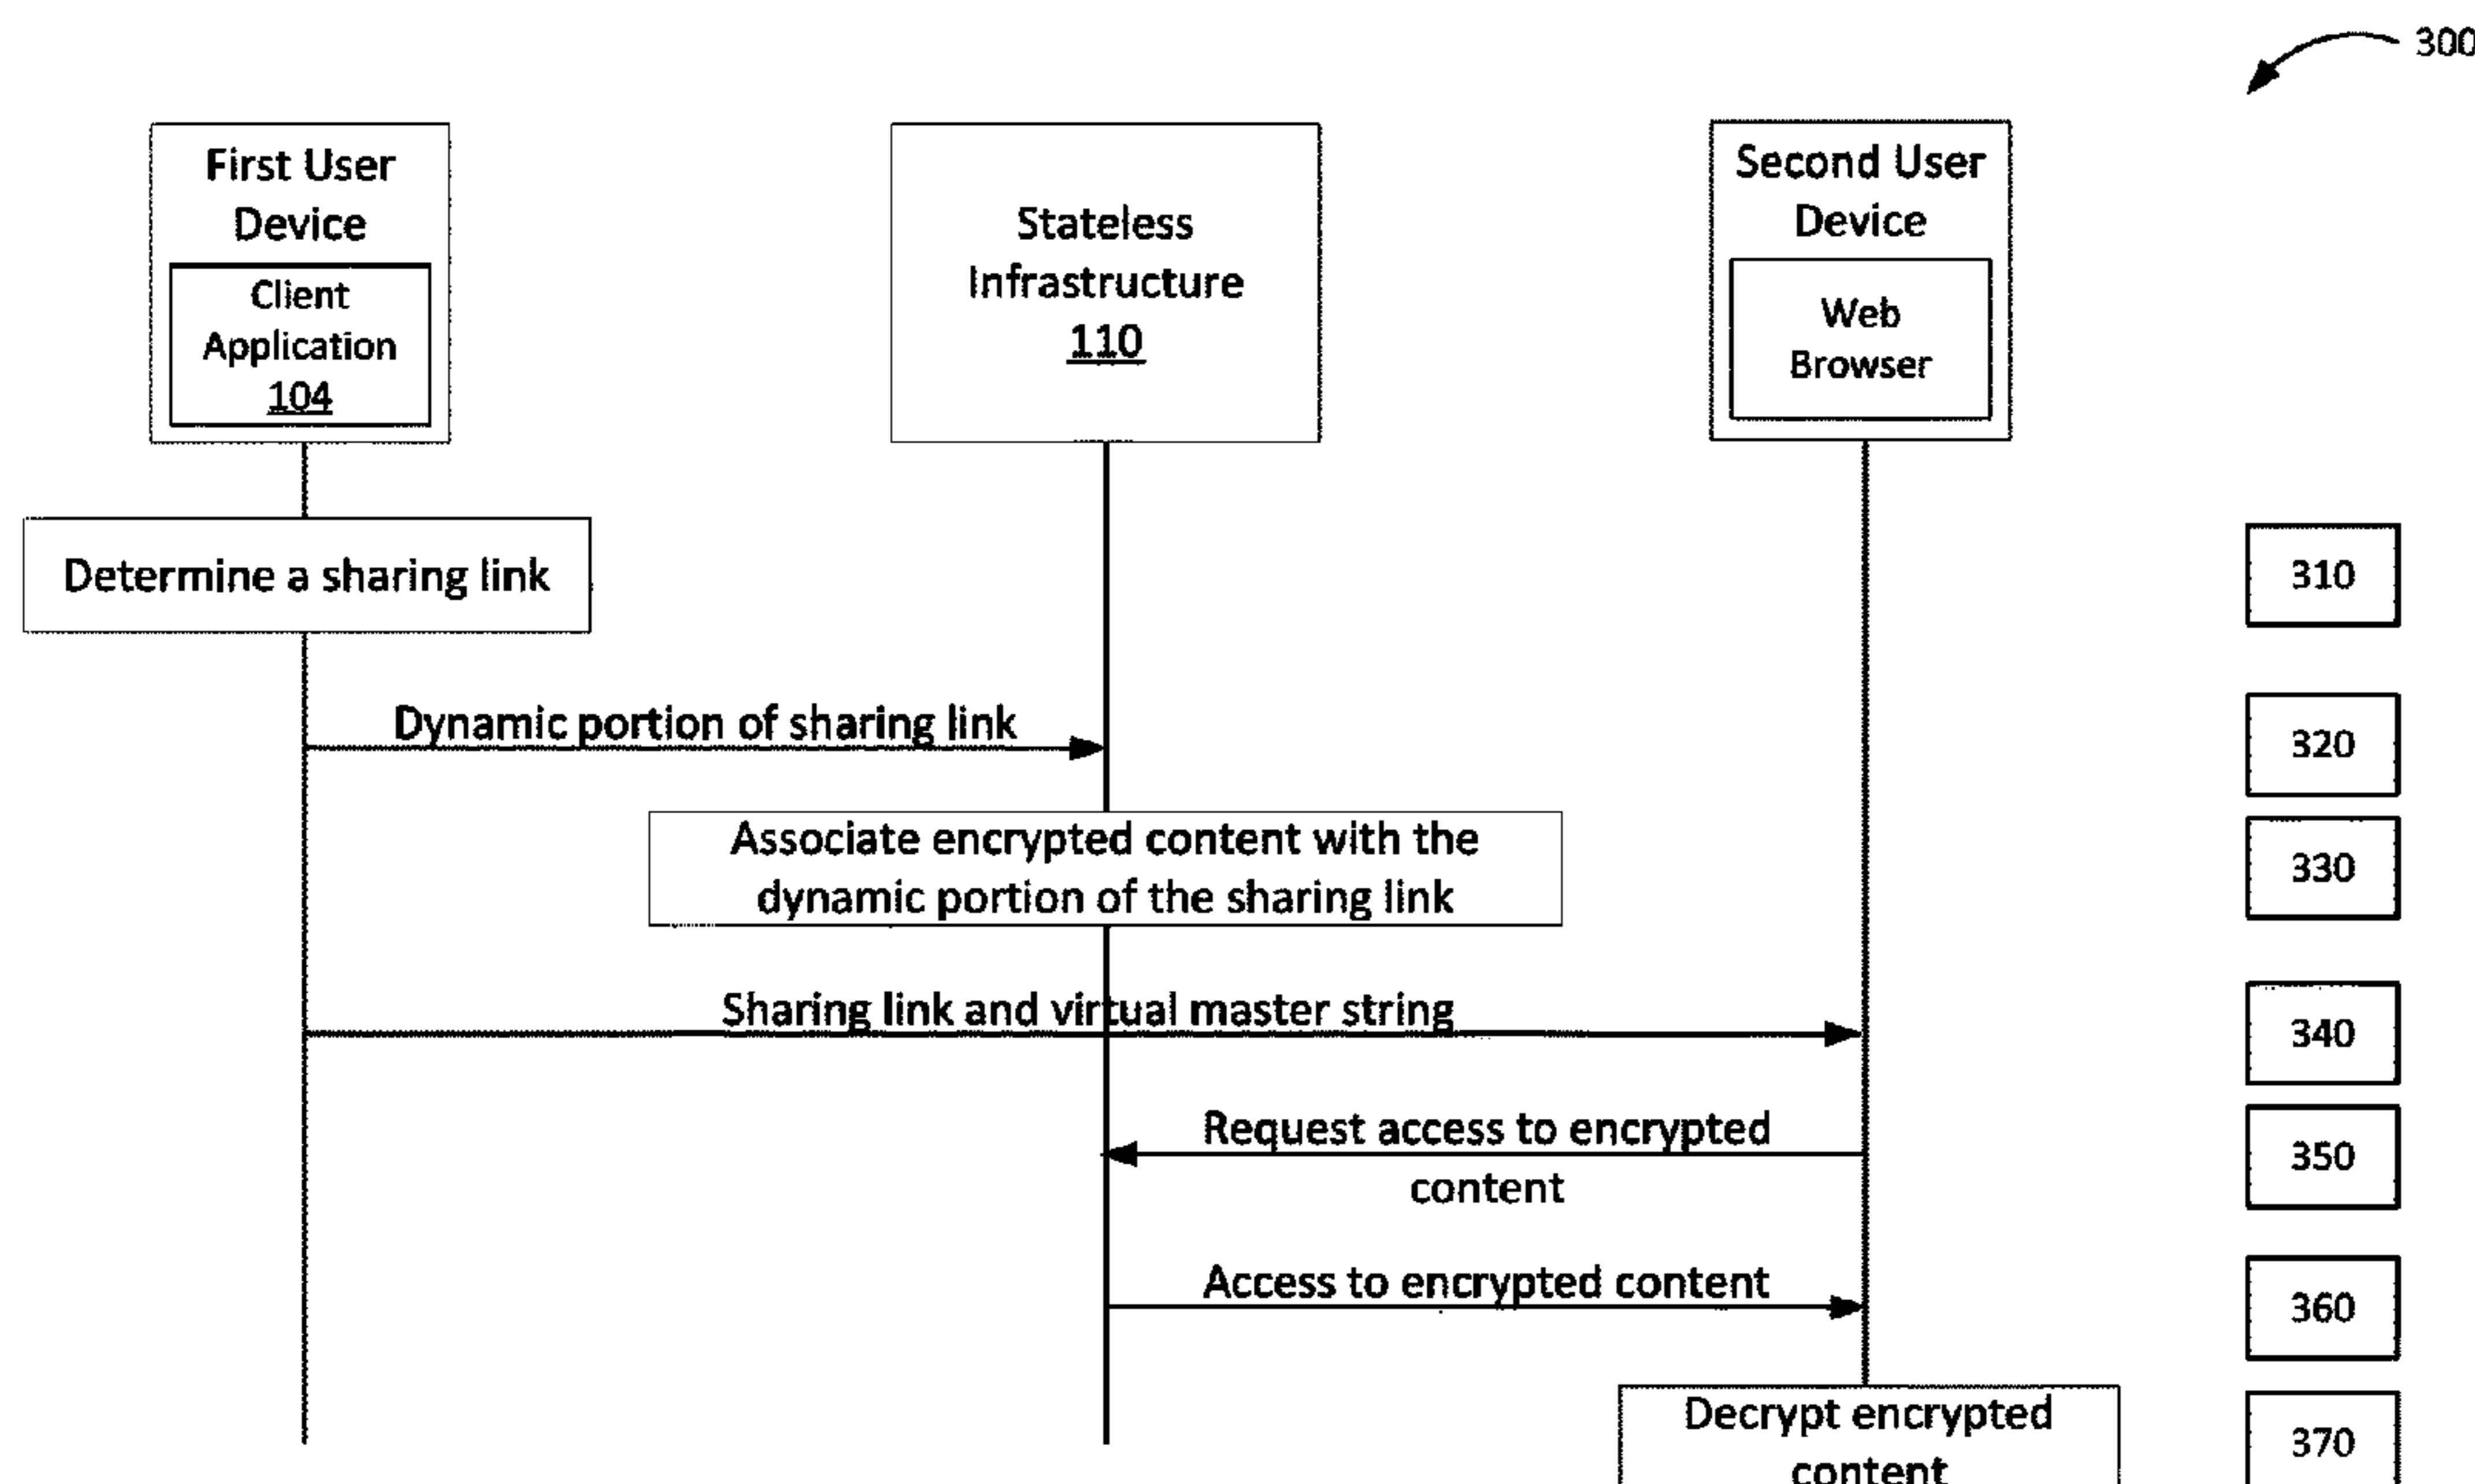 300
First User
Device
Client
Application
104
Stateless
Infrastructure
110
Second User
Device
Web
Browser
Determine a sharing link
310
Dynamic portion of sharing link
320
Associate encrypted content with the
dynamic portion of the sharing link
330
Sharing link and virtual master string
340
Request access to encrypted
content
350
Access to encrypted content
360
Decrypt encrypted
content
370